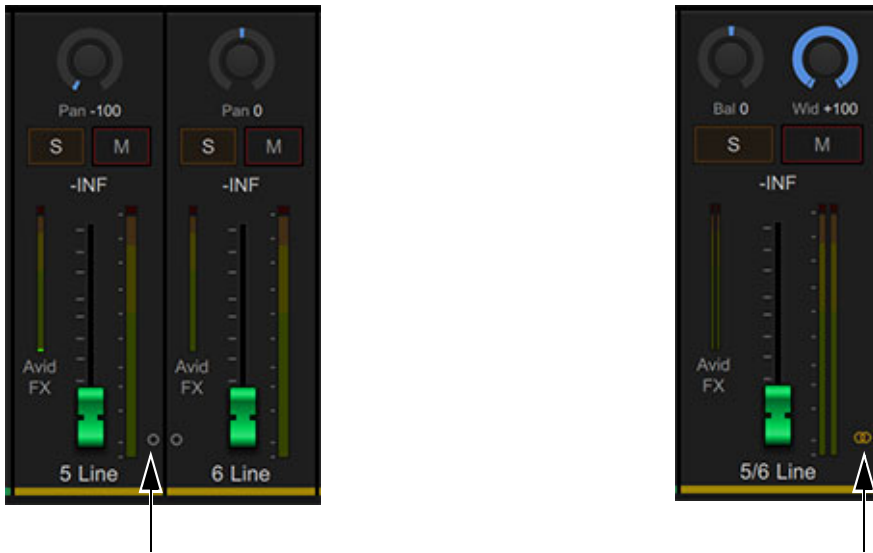 Pan -100
Pan 0
S M
S M
-INF
-INF
Avid
FX
Avid
FX
5 Line
6 Line
Bal 0
Wid +100
S M
-INF
Avid
FX
5/6 Line